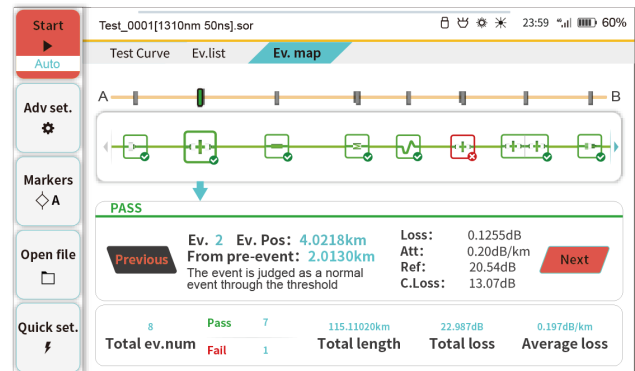 Start
Auto
Adv set.
Markers
A
Open file
Quick set.
Test_0001[1310nm 50ns].sor
23:59
60%
Test Curve
Ev.list
Ev. map
A
B
PASS
Previous
Ev. 2 Ev. Pos: 4.0218km
From pre-event: 2.0130km
The event is judged as a normal
event through the threshold
Loss: 0.1255dB
Att: 0.20dB/km
Ref: 20.54dB
C.Loss: 13.07dB
Next
8
Total ev.num
Pass 7
Fail 1
115.11020km
Total length
22.987dB
Total loss
0.197dB/km
Average loss